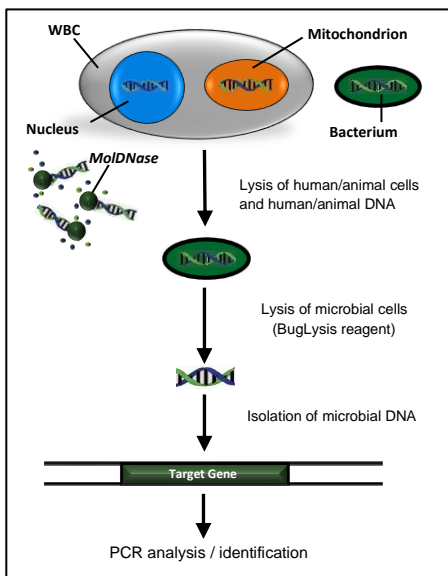 WBC
Mitochondrion
Nucleus
Bacterium
MolDNase
Lysis of human/animal cells
and human/animal DNA
Lysis of microbial cells
(BugLysis reagent)
Isolation of microbial DNA
Target Gene
PCR analysis / identification